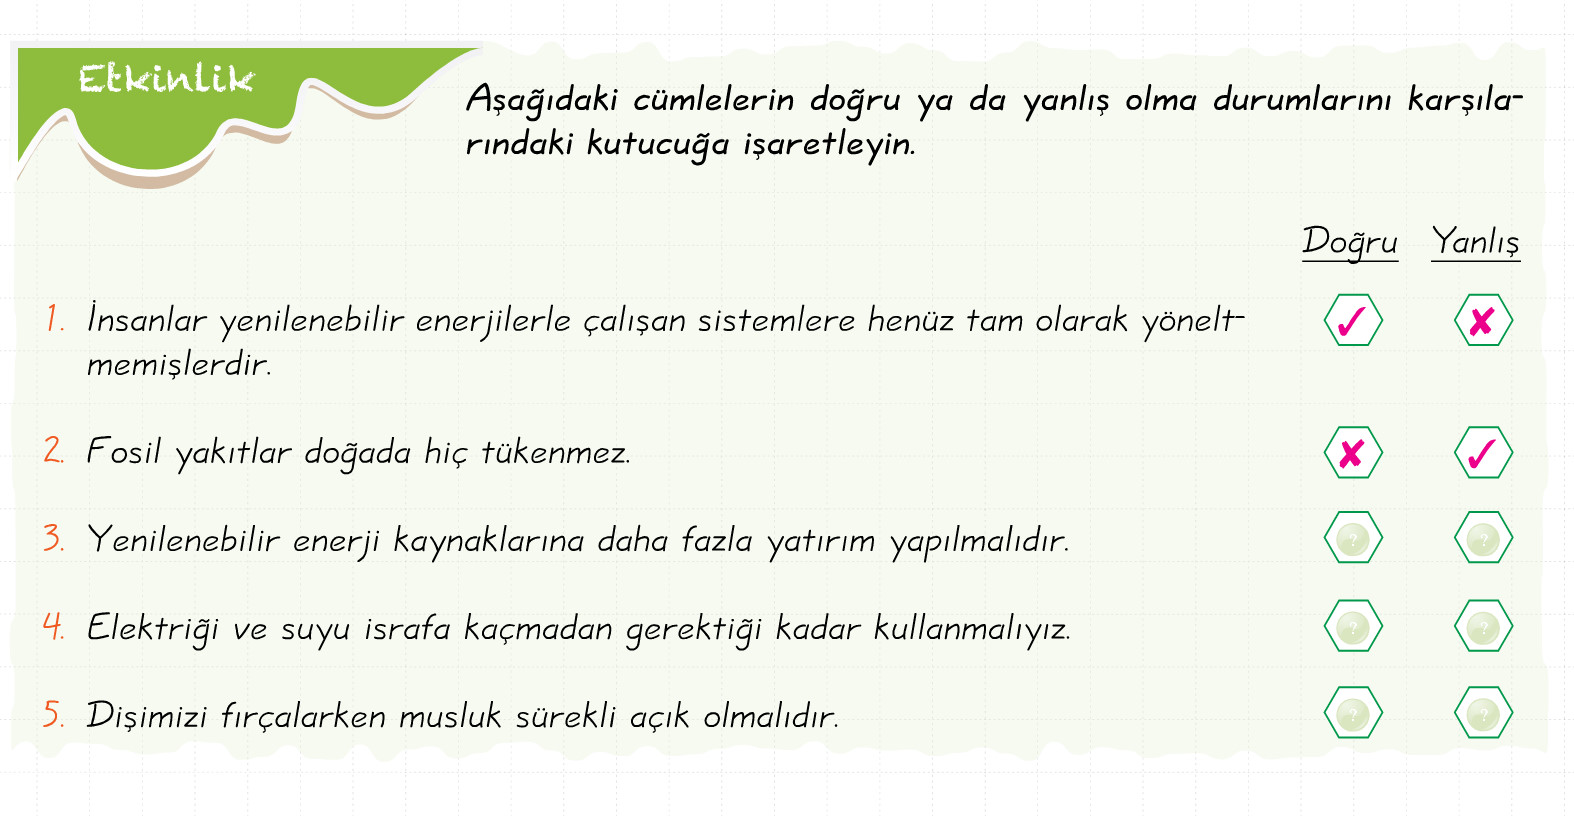 Etkinlik
Aşağıdaki cümlelerin doğru ya da yanlış olma durumlarını karşıla-
rındaki kutucuğa işaretleyin.
Doğru Yanlış
1. İnsanlar yenilenebilir enerjilerle çalışan sistemlere henüz tam olarak yönelt- ✓ ✘
memişlerdir.
2. Fosil yakıtlar doğada hiç tükenmez. ✘ ✓
3. Yenilenebilir enerji kaynaklarına daha fazla yatırım yapılmalıdır. ? ?
4. Elektriği ve suyu israfa kaçmadan gerektiği kadar kullanmalıyız. ? ?
5. Dişimizi fırçalarken musluk sürekli açık olmalıdır. ? ?